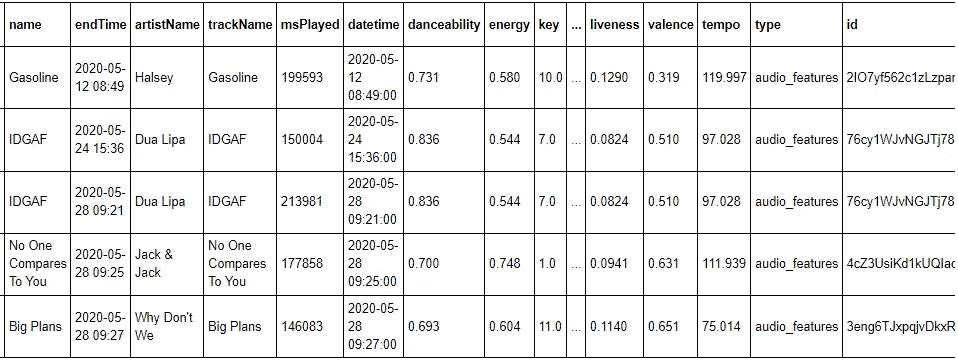 name endTime artistName trackName msPlayed datetime danceability energy key ... liveness valence tempo type id
Gasoline 2020-05-12 08:49 Halsey Gasoline 199593 2020-05-12 08:49:00 0.731 0.580 10.0 ... 0.1290 0.319 119.997 audio_features 2IO7yf562c1zLzpar
IDGAF 2020-05-24 15:36 Dua Lipa IDGAF 150004 2020-05-24 15:36:00 0.836 0.544 7.0 ... 0.0824 0.510 97.028 audio_features 76cy1WJvNGJTj78
IDGAF 2020-05-28 09:21 Dua Lipa IDGAF 213981 2020-05-28 09:21:00 0.836 0.544 7.0 ... 0.0824 0.510 97.028 audio_features 76cy1WJvNGJTj78
No One Compares To You 2020-05-28 09:25 Jack & Jack No One Compares To You 177858 2020-05-28 09:25:00 0.700 0.748 1.0 ... 0.0941 0.631 111.939 audio_features 4cZ3UsiKd1kUQIac
Big Plans 2020-05-28 09:27 Why Don't We Big Plans 146083 2020-05-28 09:27:00 0.693 0.604 11.0 ... 0.1140 0.651 75.014 audio_features 3eng6TJxpqjvDkxR